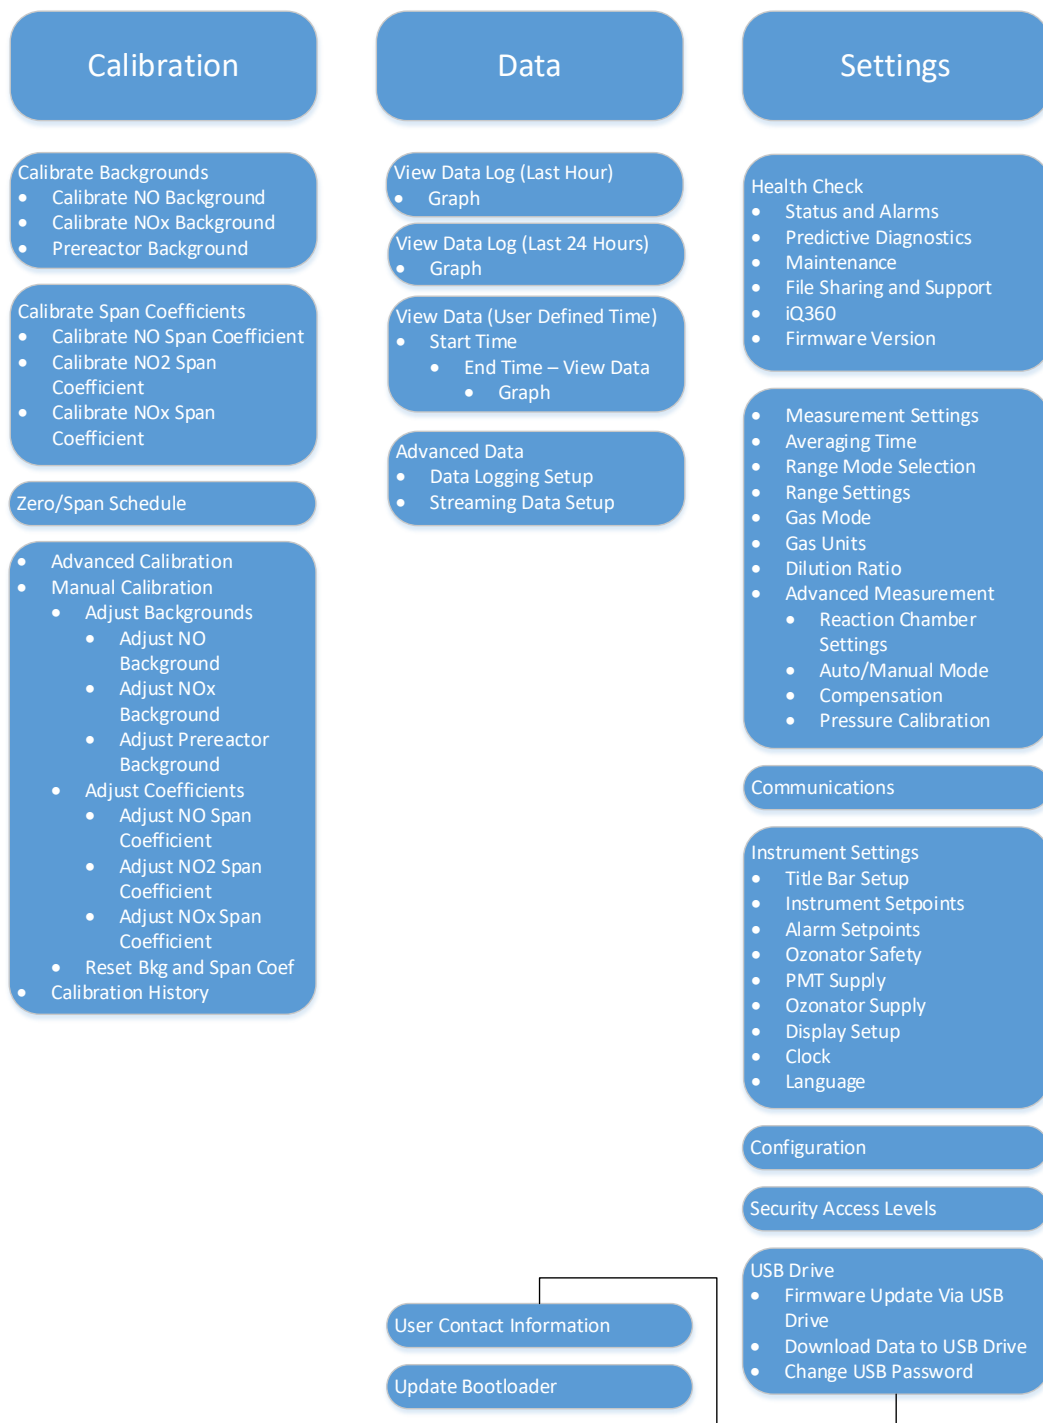 Calibration
Calibrate Backgrounds
• Calibrate NO Background
• Calibrate NOx Background
• Prereactor Background
Calibrate Span Coefficients
• Calibrate NO Span Coefficient
• Calibrate NO2 Span
Coefficient
• Calibrate NOx Span
Coefficient
Zero/Span Schedule
• Advanced Calibration
• Manual Calibration
• Adjust Backgrounds
• Adjust NO
Background
• Adjust NOx
Background
• Adjust Prereactor
Background
• Adjust Coefficients
• Adjust NO Span
Coefficient
• Adjust NO2 Span
Coefficient
• Adjust NOx Span
Coefficient
• Reset Bkg and Span Coef
• Calibration History
Data
View Data Log (Last Hour)
• Graph
View Data Log (Last 24 Hours)
• Graph
View Data (User Defined Time)
• Start Time
• End Time – View Data
• Graph
Advanced Data
• Data Logging Setup
• Streaming Data Setup
User Contact Information
Update Bootloader
Settings
Health Check
• Status and Alarms
• Predictive Diagnostics
• Maintenance
• File Sharing and Support
• iQ360
• Firmware Version
• Measurement Settings
• Averaging Time
• Range Mode Selection
• Range Settings
• Gas Mode
• Gas Units
• Dilution Ratio
• Advanced Measurement
• Reaction Chamber
Settings
• Auto/Manual Mode
• Compensation
• Pressure Calibration
Communications
Instrument Settings
• Title Bar Setup
• Instrument Setpoints
• Alarm Setpoints
• Ozonator Safety
• PMT Supply
• Ozonator Supply
• Display Setup
• Clock
• Language
Configuration
Security Access Levels
USB Drive
• Firmware Update Via USB
Drive
• Download Data to USB Drive
• Change USB Password